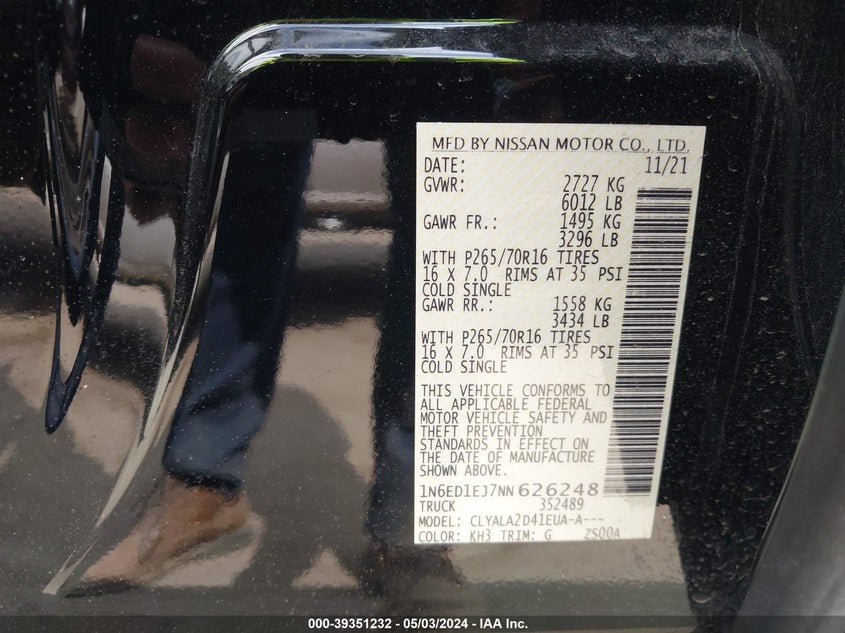 MFD BY NISSAN MOTOR CO., LTD.
DATE: 11/21
GVWR: 2727 KG
6012 LB
GAWR FR.: 1495 KG
3296 LB
WITH P265/70R16 TIRES
16 X 7.0 RIMS AT 35 PSI
COLD SINGLE
GAWR RR.: 1558 KG
3434 LB
WITH P265/70R16 TIRES
16 X 7.0 RIMS AT 35 PSI
COLD SINGLE
THIS VEHICLE CONFORMS TO
ALL APPLICABLE FEDERAL
MOTOR VEHICLE SAFETY AND
THEFT PREVENTION
STANDARDS IN EFFECT ON
THE DATE OF MANUFACTURE
SHOWN ABOVE.
1N6ED1EJ7NN626248
TRUCK 352489
MODEL: CLYALA2D41EUA-A---
COLOR: KH3 TRIM: G ZS00A
000-39351232 - 05/03/2024 - IAA Inc.